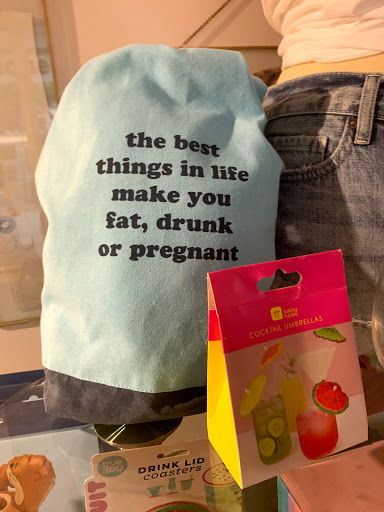 the best
things in life
make you
fat, drunk
or pregnant
COCKTAIL UMBRELLAS
DRINK LID
coasters